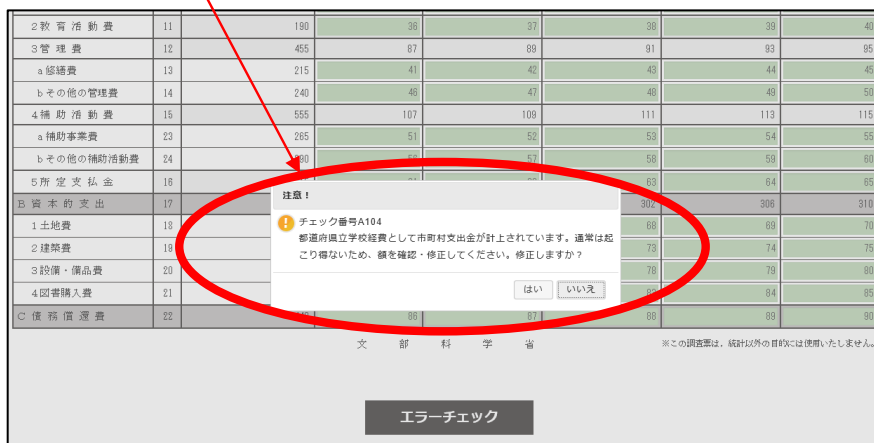 2教育活動費 11 190 36 37 38 39 40
3管理費 12 455 87 89 91 93 95
a修繕費 13 215 41 42 43 44 45
bその他の管理費 14 240 46 47 48 49 50
4補助活動費 15 555 107 109 111 113 115
a補助事業費 23 265 51 52 53 54 55
bその他の補助活動費 24 57 58 59 60
5所定支払金 16 63 64 65
B資本的支出 17 302 306 310
1土地費 18 68 69 70
2建築費 19 73 74 75
3設備・備品費 20 78 79 80
4図書購入費 21 84 85
C債務償還費 22 86 87 88 89 90
注意!
チェック番号A104
都道府県立学校経費として市町村支出金が計上されています。通常は起
こり得ないため、額を確認・修正してください。修正しますか?
はい いいえ
文部科学省
※この調査票は、統計以外の目的には使用いたしません。
エラーチェック